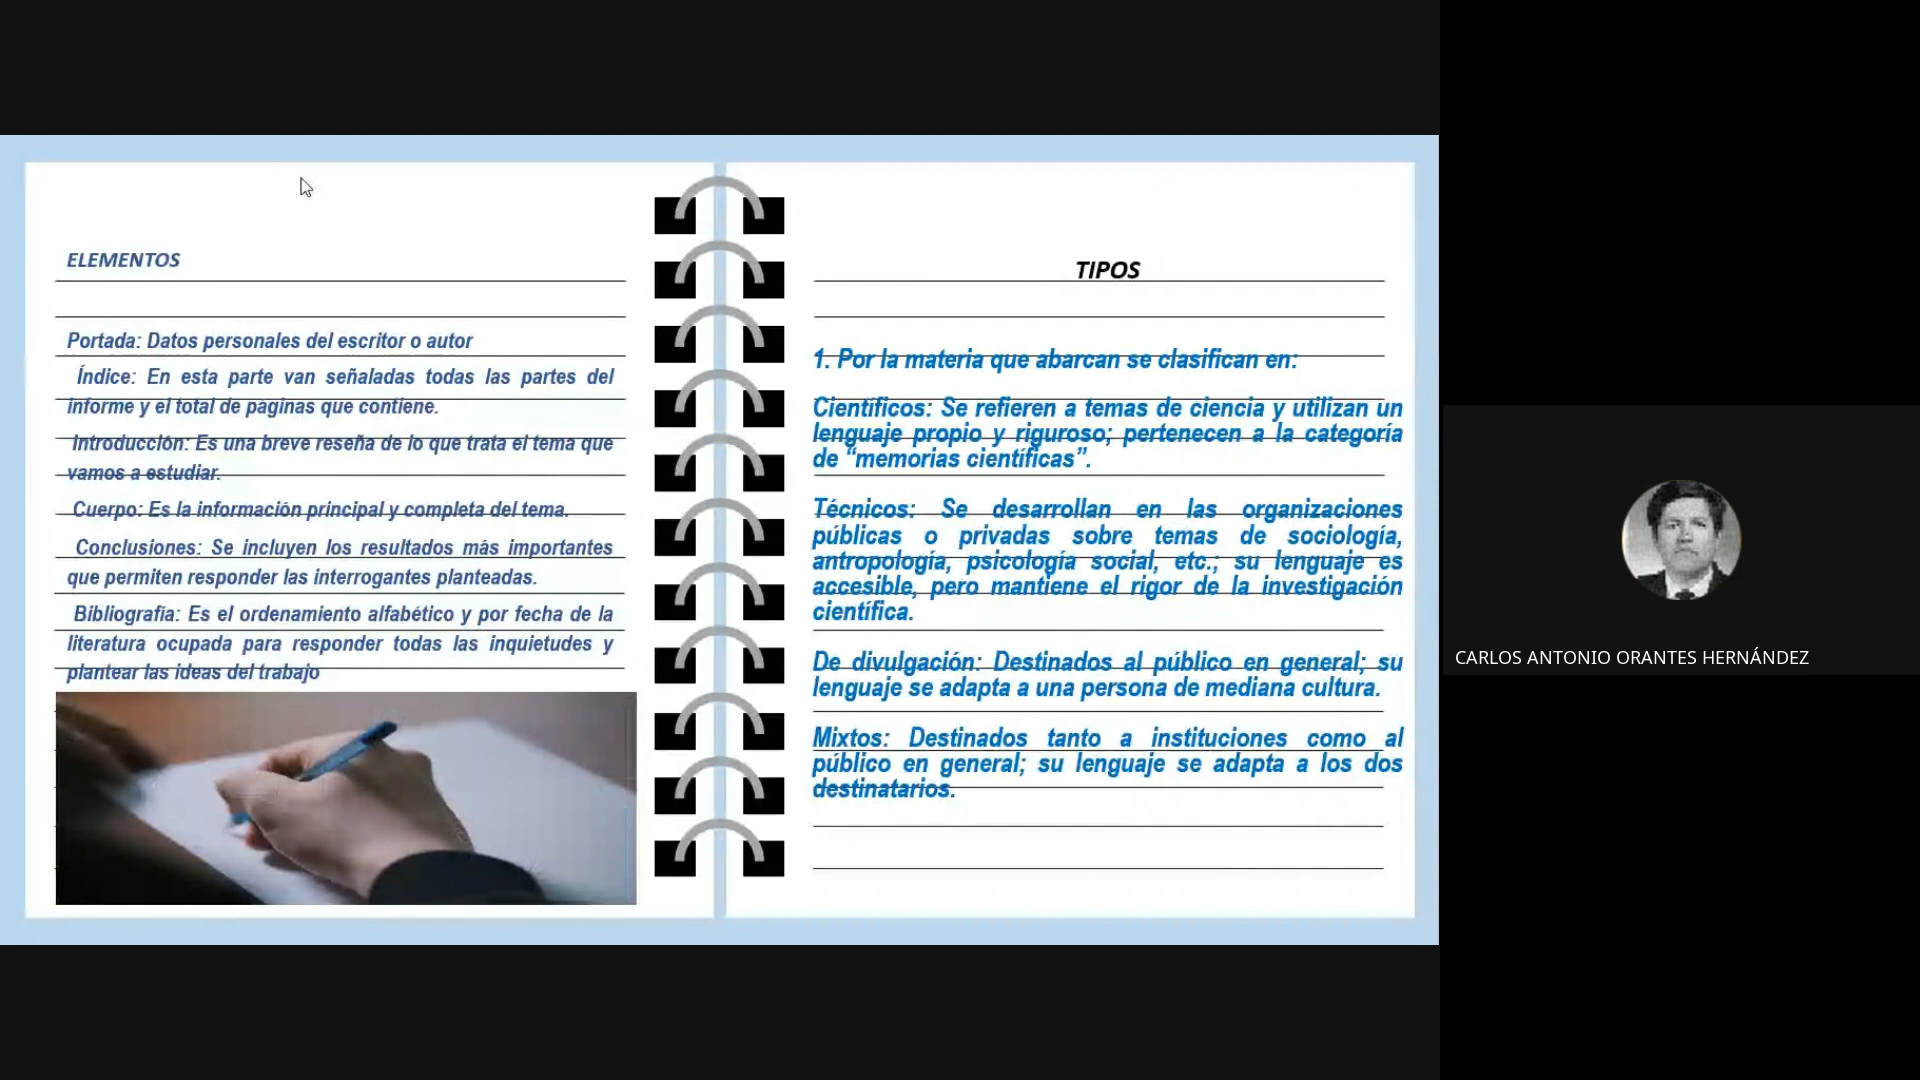 ELEMENTOS
Portada: Datos personales del escritor o autor
Índice: En esta parte van señaladas todas las partes del
informe y el total de páginas que contiene.
Introducción: Es una breve reseña de lo que trata el tema que
vamos a estudiar.
Cuerpo: Es la información principal y completa del tema.
Conclusiones: Se incluyen los resultados más importantes
que permiten responder las interrogantes planteadas.
Bibliografía: Es el ordenamiento alfabético y por fecha de la
literatura ocupada para responder todas las inquietudes y
plantear las ideas del trabajo
TIPOS
1. Por la materia que abarcan se clasifican en:
Científicos: Se refieren a temas de ciencia y utilizan un
lenguaje propio y riguroso; pertenecen a la categoría
de “memorias científicas”.
Técnicos: Se desarrollan en las organizaciones
públicas o privadas sobre temas de sociología,
antropología, psicología social, etc.; su lenguaje es
accesible, pero mantiene el rigor de la investigación
científica.
De divulgación: Destinados al público en general; su
lenguaje se adapta a una persona de mediana cultura.
Mixtos: Destinados tanto a instituciones como al
público en general; su lenguaje se adapta a los dos
destinatarios.
CARLOS ANTONIO ORANTES HERNÁNDEZ